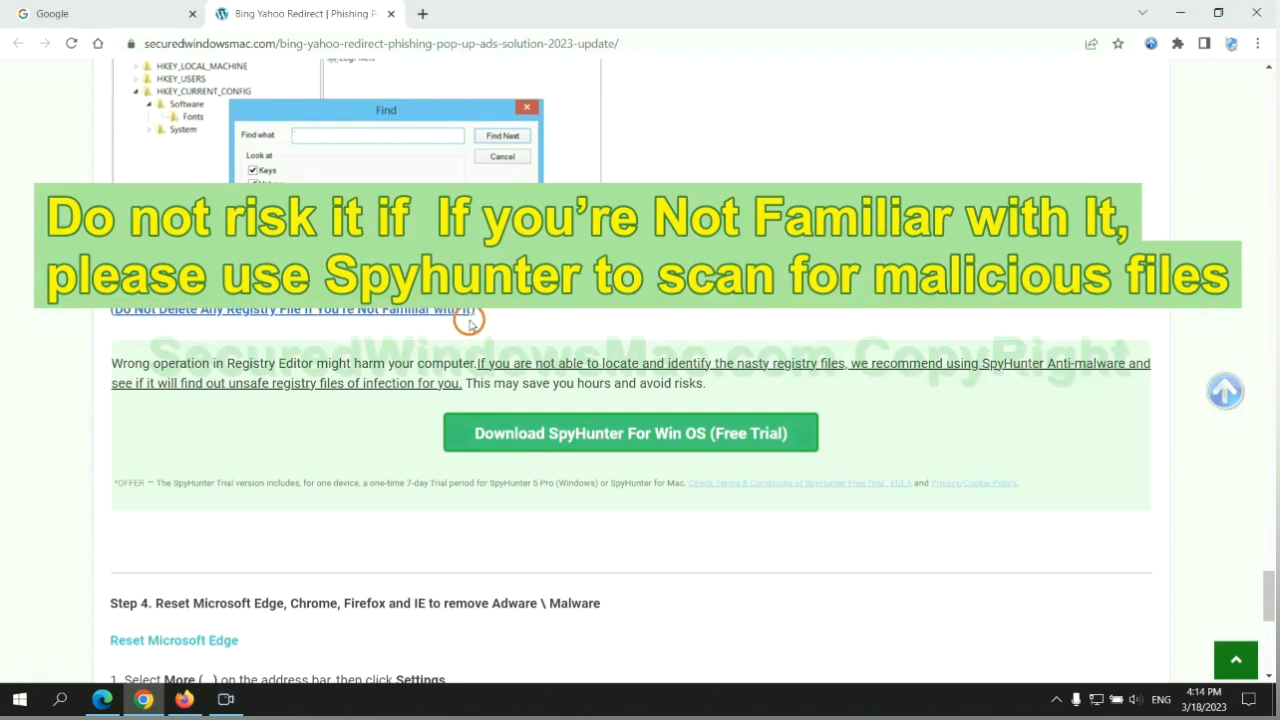 Google
Bing Yahoo Redirect | Phishing P
securedwindowsmac.com/bing-yahoo-redirect-phishing-pop-up-ads-solution-2023-update/
HKEY_LOCAL_MACHINE
HKEY_USERS
HKEY_CURRENT_CONFIG
Software
Fonts
System
Find
Find what
Find Next
Look at
Cancel
Keys
Do not risk it if If you’re Not Familiar with It,
please use Spyhunter to scan for malicious files
(Do Not Delete Any Registry File If You're Not Familiar with It)
SecuredWindowsMac.com CopyRight
Wrong operation in Registry Editor might harm your computer.If you are not able to locate and identify the nasty registry files, we recommend using SpyHunter Anti-malware and
see if it will find out unsafe registry files of infection for you. This may save you hours and avoid risks.
Download SpyHunter For Win OS (Free Trial)
*OFFER — The SpyHunter Trial version includes, for one device, a one-time 7-day Trial period for SpyHunter 5 Pro (Windows) or SpyHunter for Mac. Check Terms & Conditions of SpyHunter Free Trial , EULA and Privacy/Cookie Policy.
Step 4. Reset Microsoft Edge, Chrome, Firefox and IE to remove Adware \ Malware
Reset Microsoft Edge
1. Select More (...) on the address bar, then click Settings
ENG
4:14 PM
3/18/2023